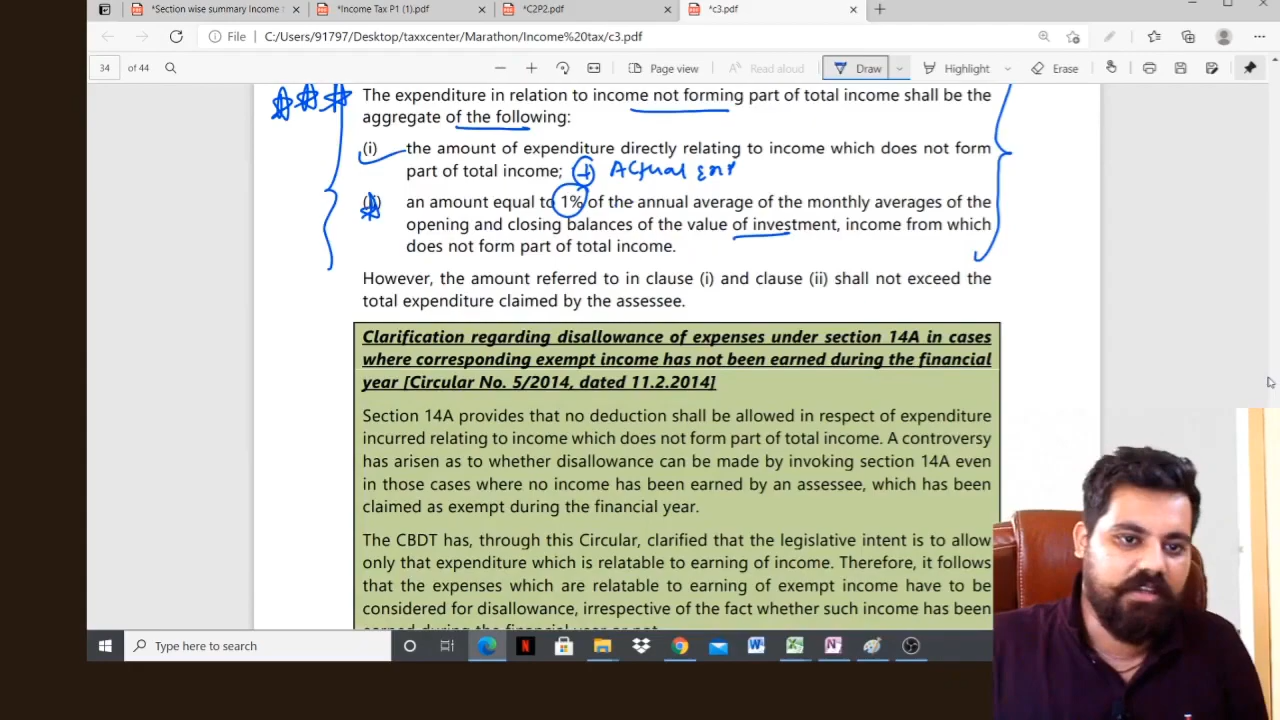 *Section wise summary Income t
*Income Tax P1 (1).pdf
*C2P2.pdf
*c3.pdf
File
C:/Users/91797/Desktop/taxxcenter/Marathon/Income%20tax/c3.pdf
34 of 44
Page view
Read aloud
Draw
Highlight
Erase
The expenditure in relation to income not forming part of total income shall be the
aggregate of the following:
(i) the amount of expenditure directly relating to income which does not form
part of total income; + Actual
an amount equal to 1% of the annual average of the monthly averages of the
opening and closing balances of the value of investment, income from which
does not form part of total income.
However, the amount referred to in clause (i) and clause (ii) shall not exceed the
total expenditure claimed by the assessee.
Clarification regarding disallowance of expenses under section 14A in cases
where corresponding exempt income has not been earned during the financial
year [Circular No. 5/2014, dated 11.2.2014]
Section 14A provides that no deduction shall be allowed in respect of expenditure
incurred relating to income which does not form part of total income. A controversy
has arisen as to whether disallowance can be made by invoking section 14A even
in those cases where no income has been earned by an assessee, which has been
claimed as exempt during the financial year.
The CBDT has, through this Circular, clarified that the legislative intent is to allow
only that expenditure which is relatable to earning of income. Therefore, it follows
that the expenses which are relatable to earning of exempt income have to be
considered for disallowance, irrespective of the fact whether such income has been
earned during the financial year or not.
Type here to search